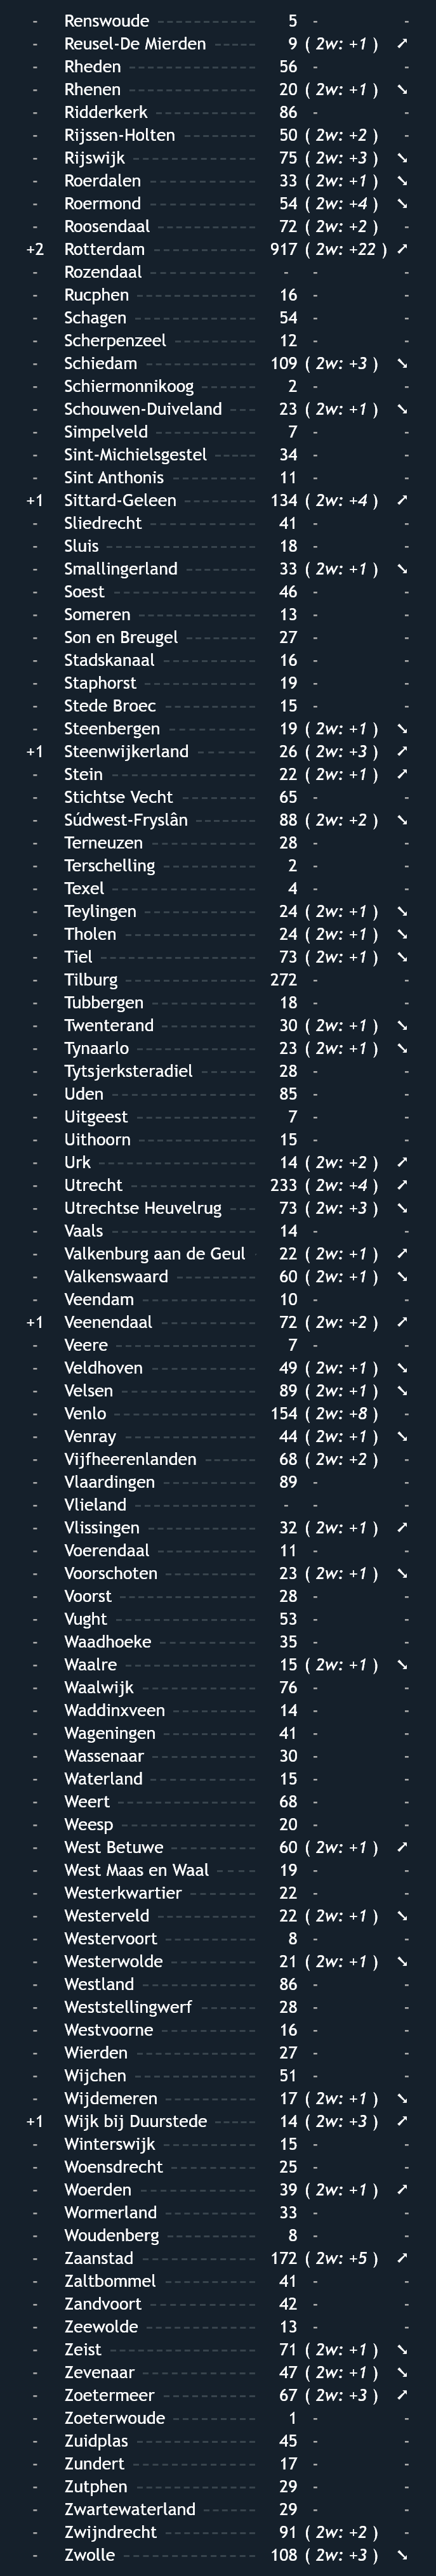 - Renswoude 5 - -
- Reusel-De Mierden 9 ( 2w: +1 ) ➚
- Rheden 56 - -
- Rhenen 20 ( 2w: +1 ) ➘
- Ridderkerk 86 - -
- Rijssen-Holten 50 ( 2w: +2 ) -
- Rijswijk 75 ( 2w: +3 ) ➘
- Roerdalen 33 ( 2w: +1 ) ➘
- Roermond 54 ( 2w: +4 ) ➘
- Roosendaal 72 ( 2w: +2 ) -
+2 Rotterdam 917 ( 2w: +22 ) ➚
- Rozendaal - - -
- Rucphen 16 - -
- Schagen 54 - -
- Scherpenzeel 12 - -
- Schiedam 109 ( 2w: +3 ) ➘
- Schiermonnikoog 2 - -
- Schouwen-Duiveland 23 ( 2w: +1 ) ➘
- Simpelveld 7 - -
- Sint-Michielsgestel 34 - -
- Sint Anthonis 11 - -
+1 Sittard-Geleen 134 ( 2w: +4 ) ➚
- Sliedrecht 41 - -
- Sluis 18 - -
- Smallingerland 33 ( 2w: +1 ) ➘
- Soest 46 - -
- Someren 13 - -
- Son en Breugel 27 - -
- Stadskanaal 16 - -
- Staphorst 19 - -
- Stede Broec 15 - -
- Steenbergen 19 ( 2w: +1 ) ➘
+1 Steenwijkerland 26 ( 2w: +3 ) ➚
- Stein 22 ( 2w: +1 ) ➚
- Stichtse Vecht 65 - -
- Súdwest-Fryslân 88 ( 2w: +2 ) ➘
- Terneuzen 28 - -
- Terschelling 2 - -
- Texel 4 - -
- Teylingen 24 ( 2w: +1 ) ➘
- Tholen 24 ( 2w: +1 ) ➘
- Tiel 73 ( 2w: +1 ) ➘
- Tilburg 272 - -
- Tubbergen 18 - -
- Twenterand 30 ( 2w: +1 ) ➘
- Tynaarlo 23 ( 2w: +1 ) ➘
- Tytsjerksteradiel 28 - -
- Uden 85 - -
- Uitgeest 7 - -
- Uithoorn 15 - -
- Urk 14 ( 2w: +2 ) ➚
- Utrecht 233 ( 2w: +4 ) ➚
- Utrechtse Heuvelrug 73 ( 2w: +3 ) ➘
- Vaals 14 - -
- Valkenburg aan de Geul 22 ( 2w: +1 ) ➚
- Valkenswaard 60 ( 2w: +1 ) ➘
- Veendam 10 - -
+1 Veenendaal 72 ( 2w: +2 ) ➚
- Veere 7 - -
- Veldhoven 49 ( 2w: +1 ) ➘
- Velsen 89 ( 2w: +1 ) ➘
- Venlo 154 ( 2w: +8 ) -
- Venray 44 ( 2w: +1 ) ➘
- Vijfheerenlanden 68 ( 2w: +2 ) -
- Vlaardingen 89 - -
- Vlieland - - -
- Vlissingen 32 ( 2w: +1 ) ➚
- Voerendaal 11 - -
- Voorschoten 23 ( 2w: +1 ) ➘
- Voorst 28 - -
- Vught 53 - -
- Waadhoeke 35 - -
- Waalre 15 ( 2w: +1 ) ➘
- Waalwijk 76 - -
- Waddinxveen 14 - -
- Wageningen 41 - -
- Wassenaar 30 - -
- Waterland 15 - -
- Weert 68 - -
- Weesp 20 - -
- West Betuwe 60 ( 2w: +1 ) ➚
- West Maas en Waal 19 - -
- Westerkwartier 22 - -
- Westerveld 22 ( 2w: +1 ) ➘
- Westervoort 8 - -
- Westerwolde 21 ( 2w: +1 ) ➘
- Westland 86 - -
- Weststellingwerf 28 - -
- Westvoorne 16 - -
- Wierden 27 - -
- Wijchen 51 - -
- Wijdemeren 17 ( 2w: +1 ) ➘
+1 Wijk bij Duurstede 14 ( 2w: +3 ) ➚
- Winterswijk 15 - -
- Woensdrecht 25 - -
- Woerden 39 ( 2w: +1 ) ➚
- Wormerland 33 - -
- Woudenberg 8 - -
- Zaanstad 172 ( 2w: +5 ) ➚
- Zaltbommel 41 - -
- Zandvoort 42 - -
- Zeewolde 13 - -
- Zeist 71 ( 2w: +1 ) ➘
- Zevenaar 47 ( 2w: +1 ) ➘
- Zoetermeer 67 ( 2w: +3 ) ➚
- Zoeterwoude 1 - -
- Zuidplas 45 - -
- Zundert 17 - -
- Zutphen 29 - -
- Zwartewaterland 29 - -
- Zwijndrecht 91 ( 2w: +2 ) -
- Zwolle 108 ( 2w: +3 ) ➘